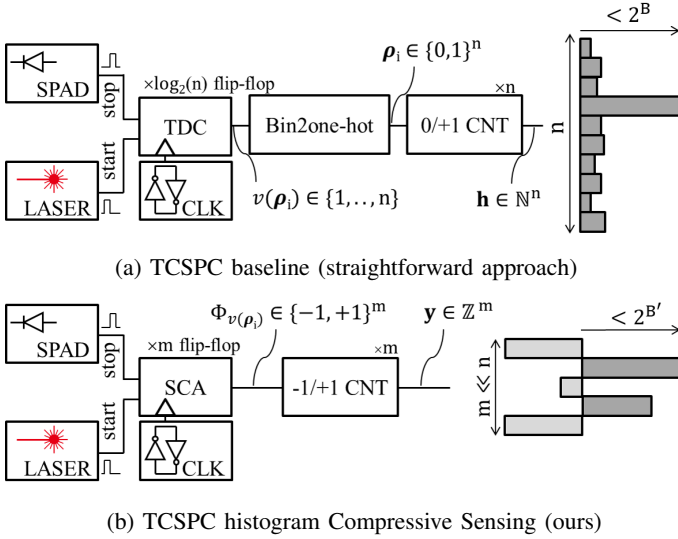 SPAD
stop
×log₂(n) flip-flop
TDC
Bin2one-hot
𝝆ᵢ ∈ {0,1}ⁿ
×n
0/+1 CNT
< 2ᴮ
n
start
LASER
CLK
v(𝝆ᵢ) ∈ {1,..,n}
𝐡 ∈ ℕⁿ
(a) TCSPC baseline (straightforward approach)
SPAD
stop
×m flip-flop
SCA
Φᵥ₍𝝆ᵢ₎ ∈ {−1,+1}ᵐ
×m
-1/+1 CNT
𝐲 ∈ ℤᵐ
< 2ᴮ′
m ≪ n
start
LASER
CLK
(b) TCSPC histogram Compressive Sensing (ours)